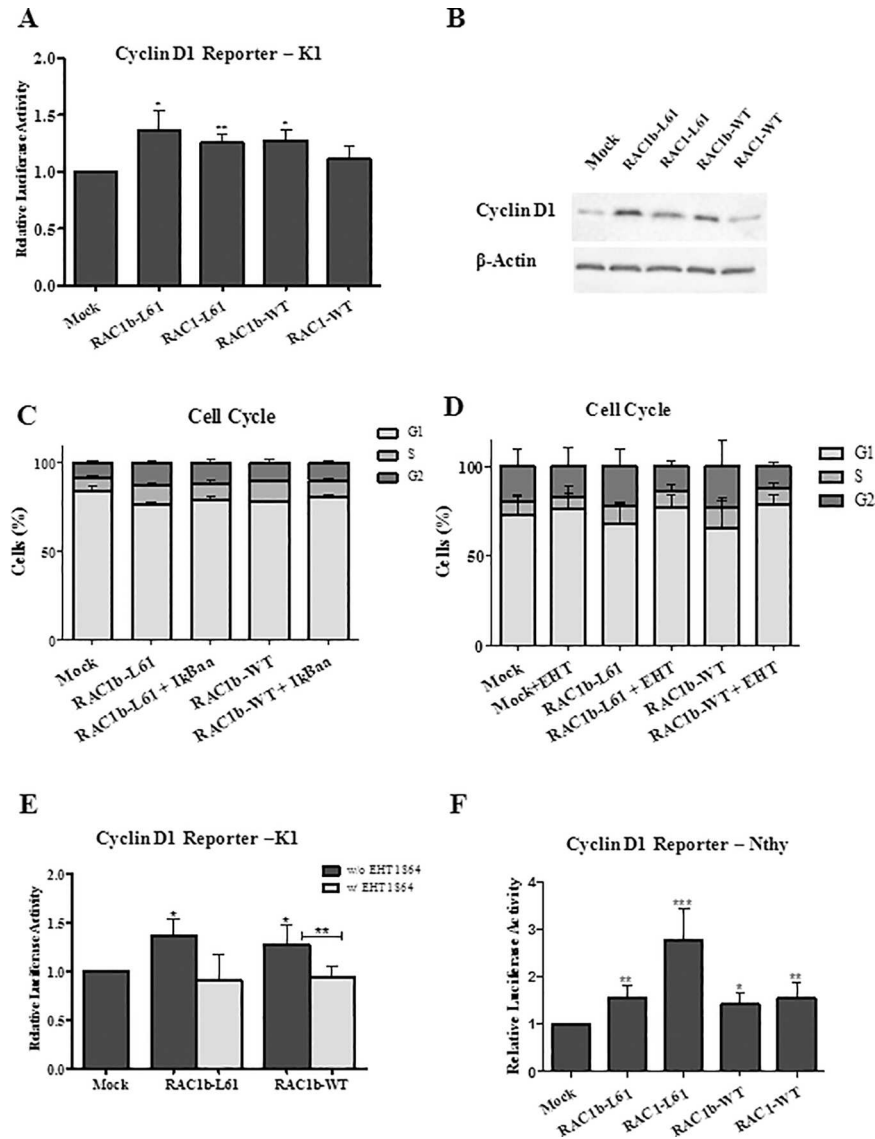 A
Cyclin D1 Reporter – K1
Relative Luciferase Activity
2.0
1.5
1.0
0.5
0.0
*
**
*
Mock
RAC1b-L61
RAC1-L61
RAC1b-WT
RAC1-WT
B
Mock
RAC1b-L61
RAC1-L61
RAC1b-WT
RAC1-WT
Cyclin D1
β-Actin
C
Cell Cycle
Cells (%)
100
50
0
G1
S
G2
Mock
RAC1b-L61
RAC1b-L61 + IkBaa
RAC1b-WT
RAC1b-WT + IkBaa
D
Cell Cycle
Cells (%)
100
50
0
G1
S
G2
Mock
Mock+EHT
RAC1b-L61
RAC1b-L61 + EHT
RAC1b-WT
RAC1b-WT + EHT
E
Cyclin D1 Reporter –K1
Relative Luciferase Activity
2.0
1.5
1.0
0.5
0.0
w/o EHT1864
w/ EHT1864
*
*
**
Mock
RAC1b-L61
RAC1b-WT
F
Cyclin D1 Reporter – Nthy
Relative Luciferase Activity
4
3
2
1
0
**
***
*
**
Mock
RAC1b-L61
RAC1-L61
RAC1b-WT
RAC1-WT